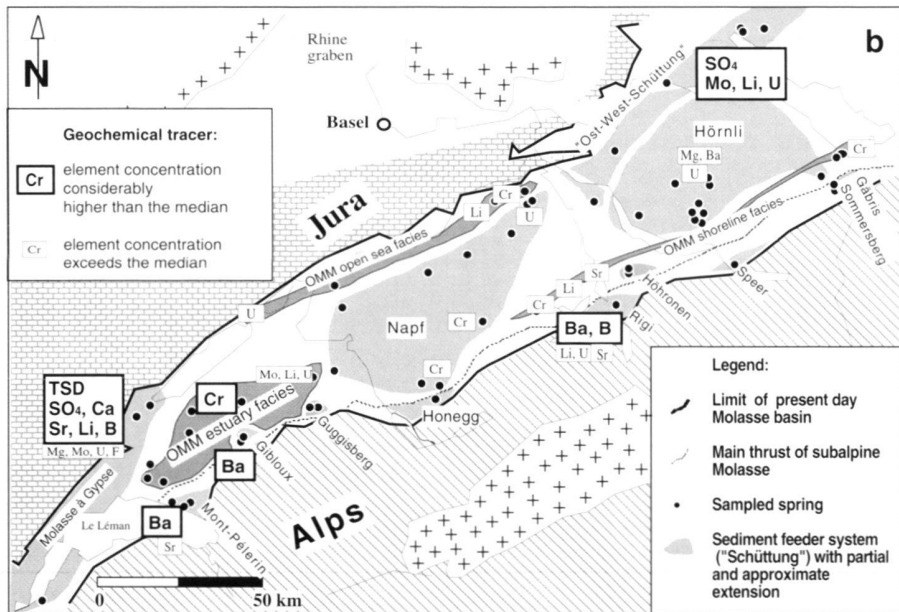 N
Rhine
graben
Basel
b
SO₄
Mo, Li, U
"Ost-West-Schüttung"
Hörnli
Mg, Ba
U
Cr
Gäbris
Sommersberg
Geochemical tracer:
Cr
element concentration
considerably
higher than the median
Cr
element concentration
exceeds the median
Jura
Cr
Li
U
OMM open sea facies
OMM shoreline facies
U
Sr
Li
Cr
Höhronen
Speer
Rigi
Napf
Cr
Ba, B
Li, U
Sr
Mo, Li, U
Cr
Honegg
TSD
SO₄, Ca
Sr, Li, B
Mg, Mo, U, F
Cr
OMM estuary facies
Guggisberg
Gibloux
Ba
Molasse à Gypse
Le Léman
Ba
Sr
Mont-Pélerin
Alps
0
50 km
Legend:
Limit of present day
Molasse basin
Main thrust of subalpine
Molasse
Sampled spring
Sediment feeder system
("Schüttung") with partial
and approximate
extension